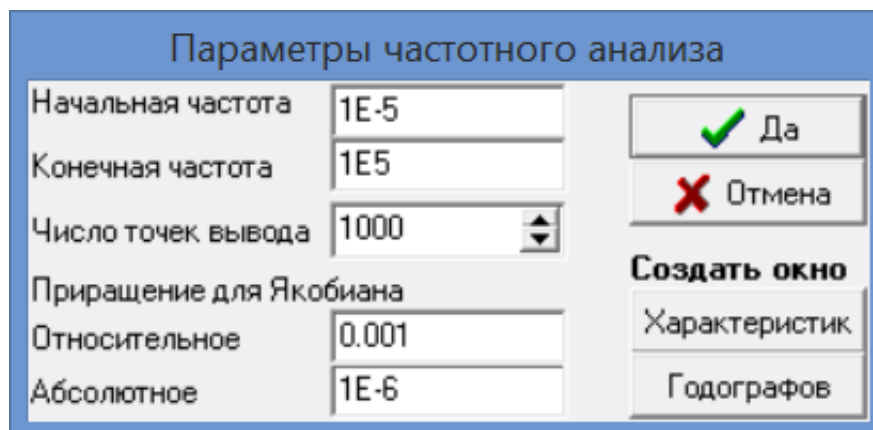 Параметры частотного анализа
Начальная частота 1E-5
Конечная частота 1E5
Число точек вывода 1000
Приращение для Якобиана
Относительное 0.001
Абсолютное 1E-6
Да
Отмена
Создать окно
Характеристик
Годографов